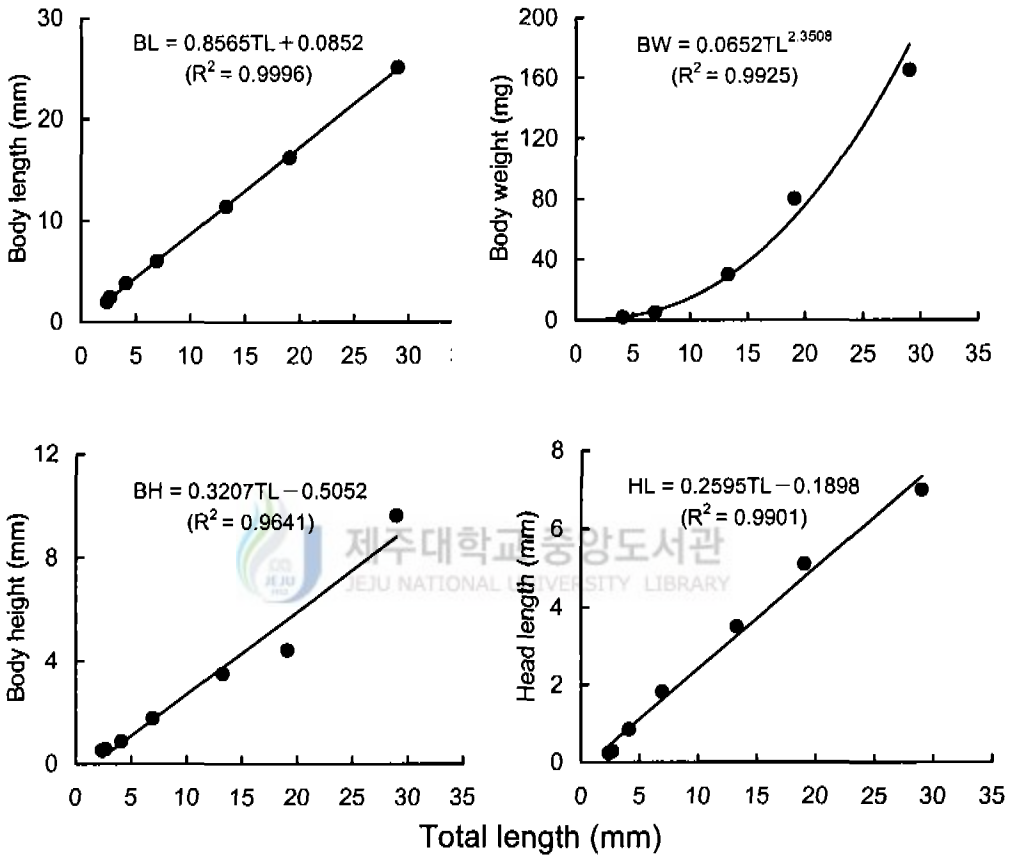 30
20
10
0
0 5 10 15 20 25 30
Body length (mm)
BL = 0.8565TL+0.0852
(R² = 0.9996)
200
160
120
80
40
0
0 5 10 15 20 25 30 35
Body weight (mg)
BW = 0.0652TL^2.3508
(R² = 0.9925)
12
8
4
0
0 5 10 15 20 25 30 35
Body height (mm)
BH = 0.3207TL−0.5052
(R² = 0.9641)
8
6
4
2
0
0 5 10 15 20 25 30 35
Head length (mm)
HL = 0.2595TL−0.1898
(R² = 0.9901)
JEJU
제주대학교 중앙도서관
JEJU NATIONAL UNIVERSITY LIBRARY
Total length (mm)